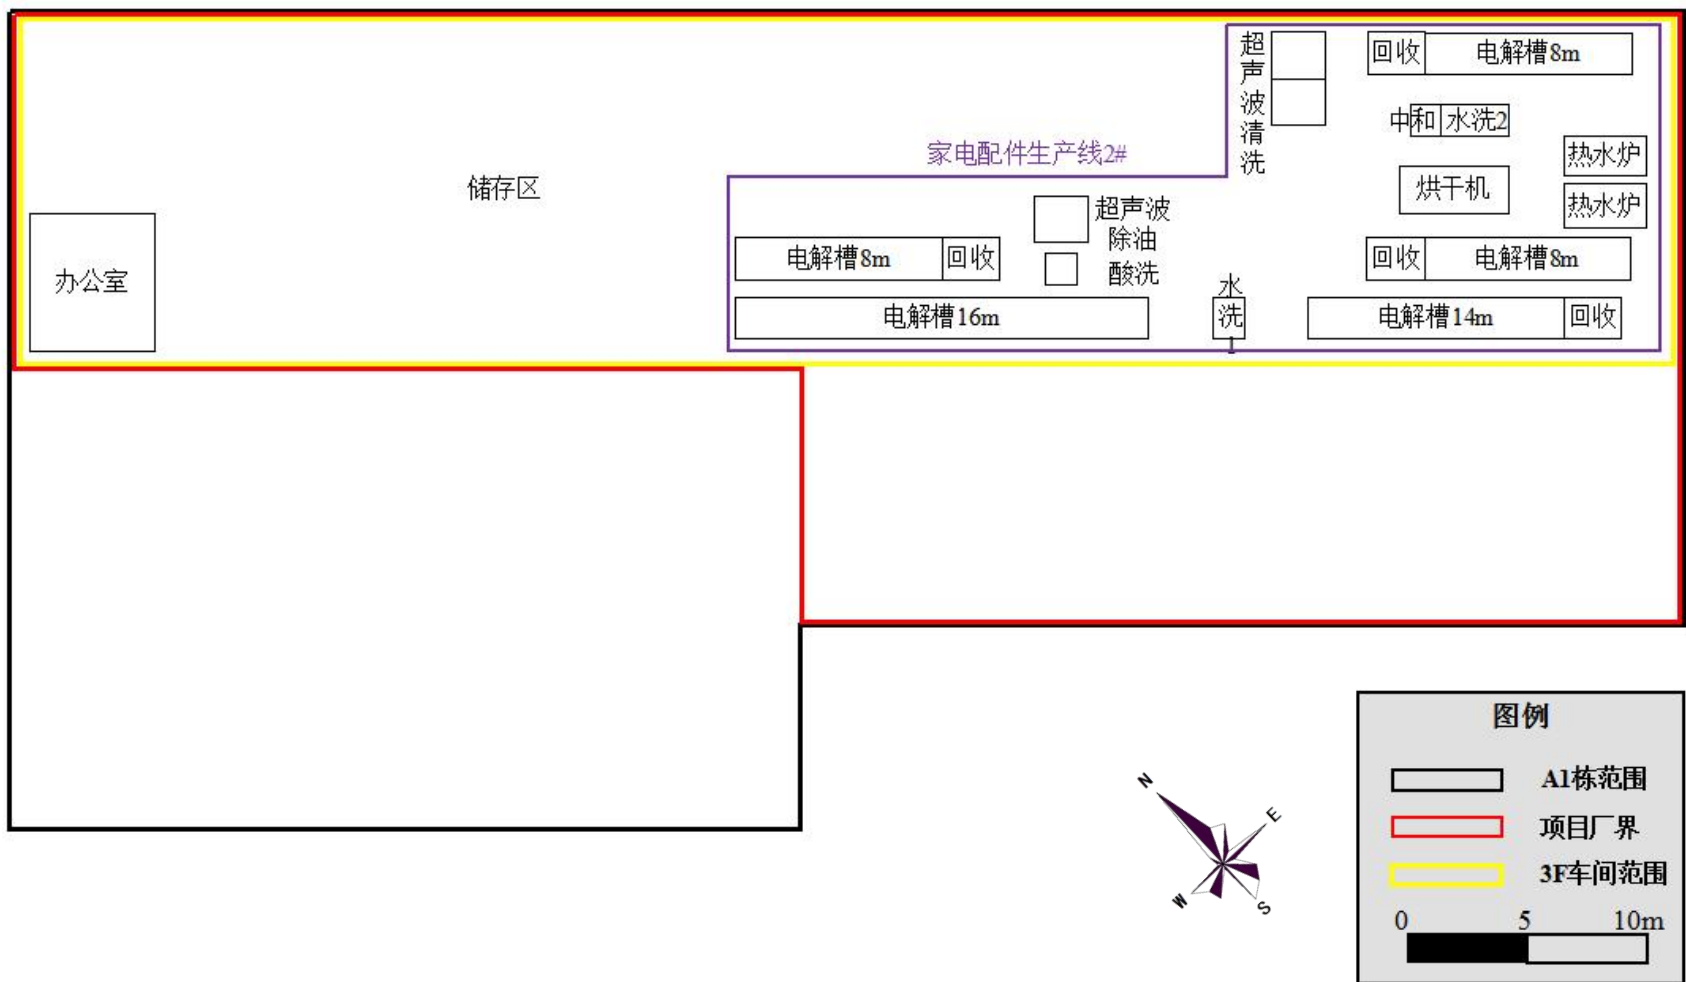 超声波清洗
回收
电解槽8m
中和
水洗2
家电配件生产线2#
热水炉
储存区
烘干机
热水炉
超声波
除油
办公室
电解槽8m
回收
酸洗
回收
电解槽8m
电解槽16m
水洗1
电解槽14m
回收
图例
A1栋范围
项目厂界
3F车间范围
0 5 10m
N
E
W
S